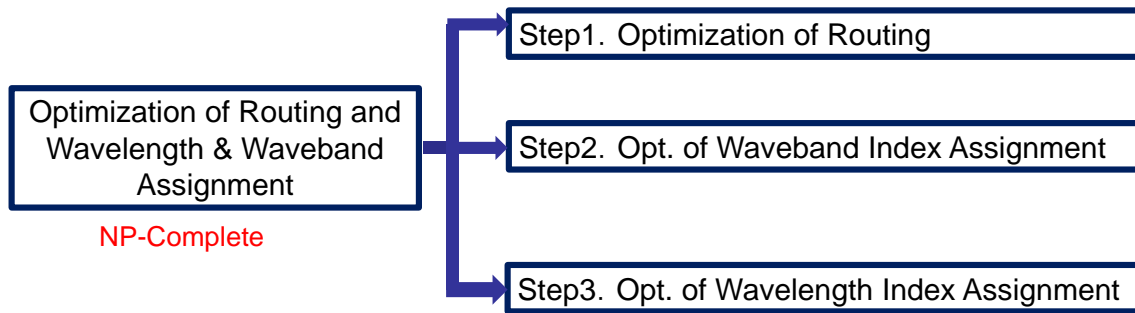 Step1. Optimization of Routing
Optimization of Routing and
Wavelength & Waveband
Assignment
Step2. Opt. of Waveband Index Assignment
NP-Complete
Step3. Opt. of Wavelength Index Assignment